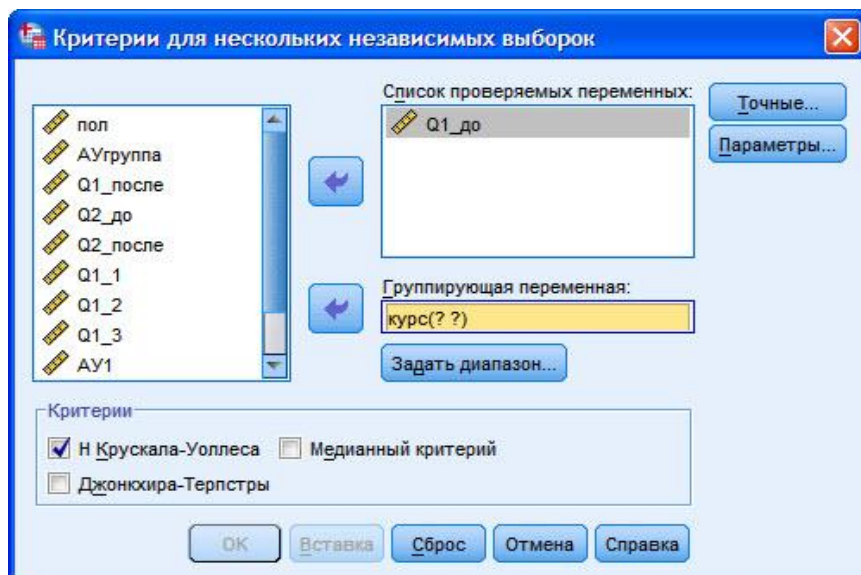 Критерии для нескольких независимых выборок
пол
АУгруппа
Q1_после
Q2_до
Q2_после
Q1_1
Q1_2
Q1_3
АУ1
Список проверяемых переменных:
Q1_до
Точные...
Параметры...
Группирующая переменная:
курс(? ?)
Задать диапазон...
Критерии
Н Крускала-Уоллеса
Медианный критерий
Джонкхира-Терпстры
ОК
Вставка
Сброс
Отмена
Справка